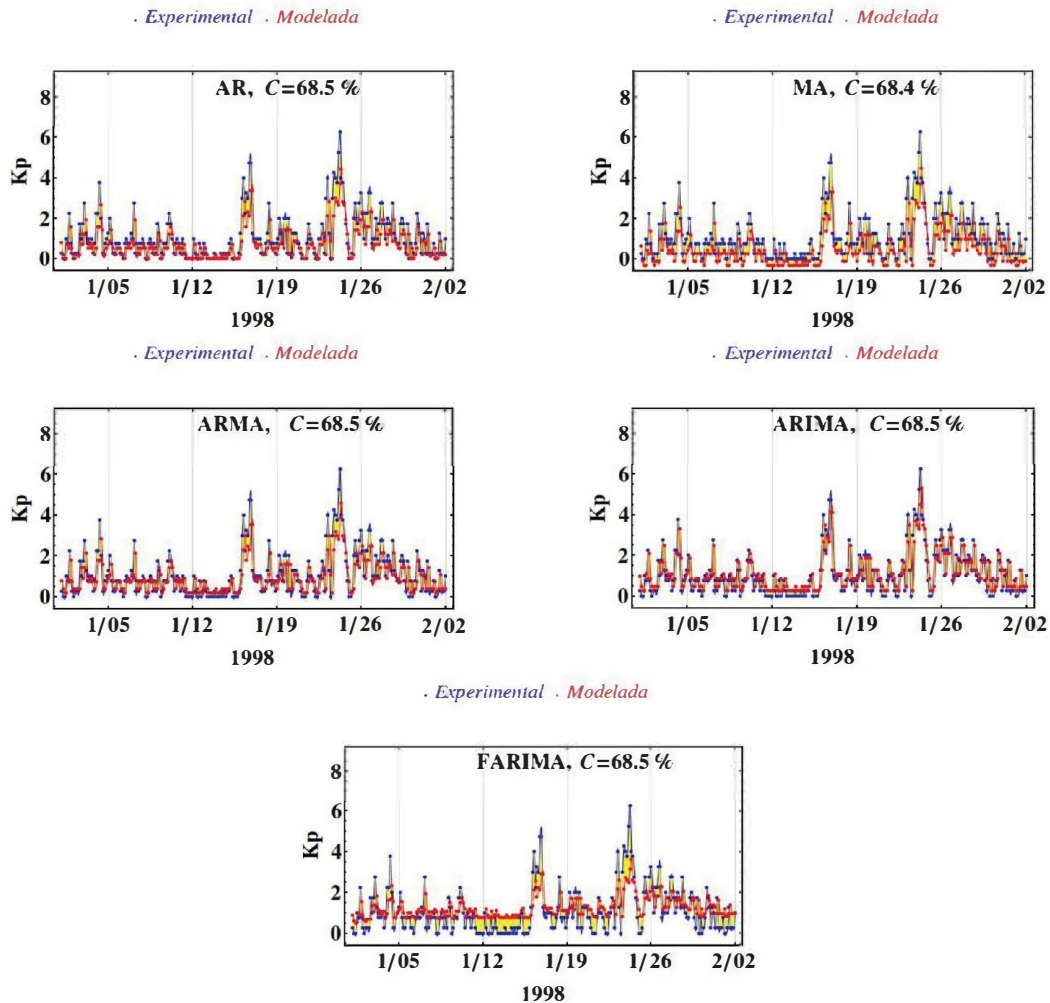 . Experimental . Modelada
AR, C=68.5 %
8
6
4
2
0
Kp
1/05 1/12 1/19 1/26 2/02
1998
. Experimental . Modelada
MA, C=68.4 %
8
6
4
2
0
Kp
1/05 1/12 1/19 1/26 2/02
1998
. Experimental . Modelada
ARMA, C=68.5 %
8
6
4
2
0
Kp
1/05 1/12 1/19 1/26 2/02
1998
. Experimental . Modelada
ARIMA, C=68.5 %
8
6
4
2
0
Kp
1/05 1/12 1/19 1/26 2/02
1998
. Experimental . Modelada
FARIMA, C=68.5 %
8
6
4
2
0
Kp
1/05 1/12 1/19 1/26 2/02
1998